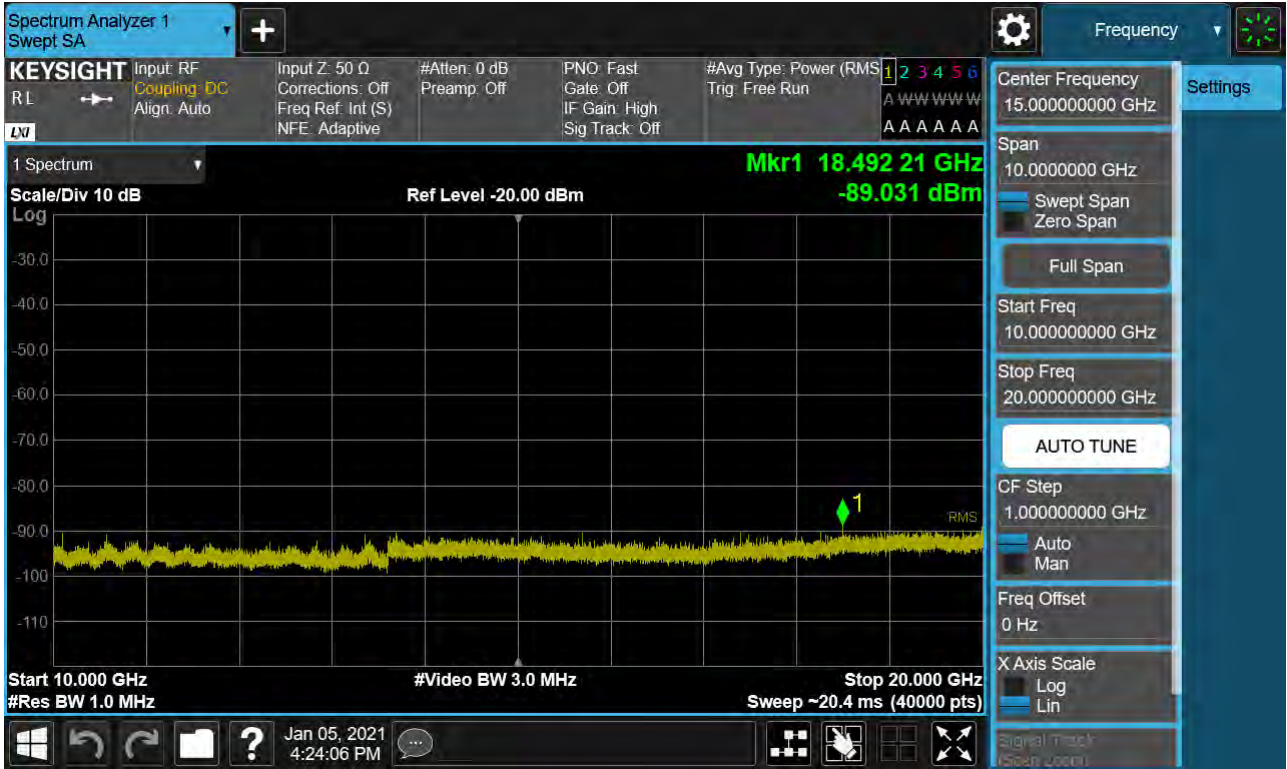 Spectrum Analyzer 1
Swept SA
+
Frequency
KEYSIGHT
R L
LXI
Input: RF
Coupling: DC
Align: Auto
Input Z: 50 Ω
Corrections: Off
Freq Ref: Int (S)
NFE: Adaptive
#Atten: 0 dB
Preamp: Off
PNO: Fast
Gate: Off
IF Gain: High
Sig Track: Off
#Avg Type: Power (RMS
Trig: Free Run
1 2 3 4 5 6
A W W W W W
A A A A A A
1 Spectrum
Scale/Div 10 dB
Log
Ref Level -20.00 dBm
Mkr1 18.492 21 GHz
-89.031 dBm
-30.0
-40.0
-50.0
-60.0
-70.0
-80.0
-90.0
-100
-110
1
RMS
Start 10.000 GHz
#Res BW 1.0 MHz
#Video BW 3.0 MHz
Stop 20.000 GHz
Sweep ~20.4 ms (40000 pts)
Center Frequency
15.000000000 GHz
Settings
Span
10.0000000 GHz
Swept Span
Zero Span
Full Span
Start Freq
10.000000000 GHz
Stop Freq
20.000000000 GHz
AUTO TUNE
CF Step
1.000000000 GHz
Auto
Man
Freq Offset
0 Hz
X Axis Scale
Log
Lin
Signal Track
(Span Zoom)
?
Jan 05, 2021
4:24:06 PM